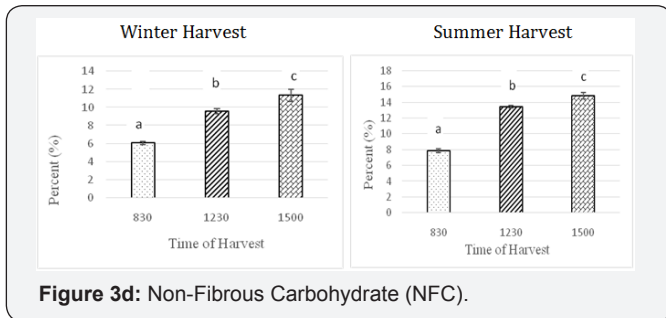 Winter Harvest
14
12
10
8
6
4
2
0
Percent (%)
a
b
c
830 1230 1500
Time of Harvest
Summer Harvest
18
16
14
12
10
8
6
4
2
0
Percent (%)
a
b
c
830 1230 1500
Time of Harvest
Figure 3d: Non-Fibrous Carbohydrate (NFC).